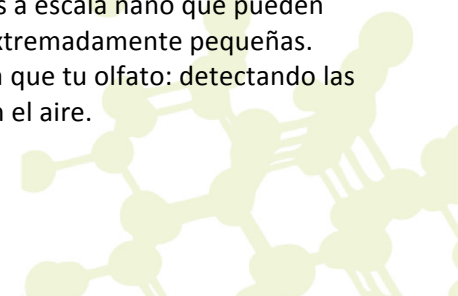 s a escala nano que pueden
xtremadamente pequeñas.
que tu olfato: detectando las
el aire.